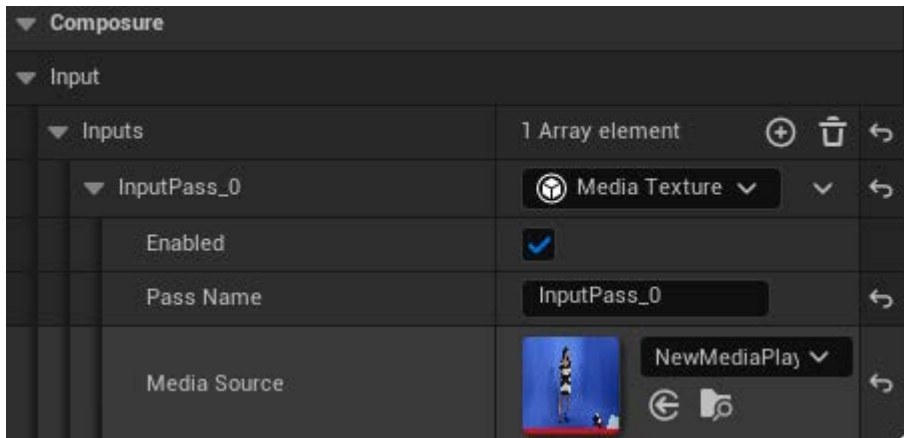 Composure
Input
Inputs 1 Array element
InputPass_0 Media Texture
Enabled
Pass Name InputPass_0
Media Source NewMediaPlay